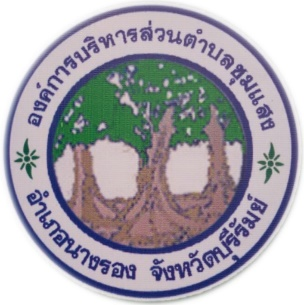 องค์การบริหารส่วนตำบลชุมแสง
อำเภอนางรอง จังหวัดบุรีรัมย์